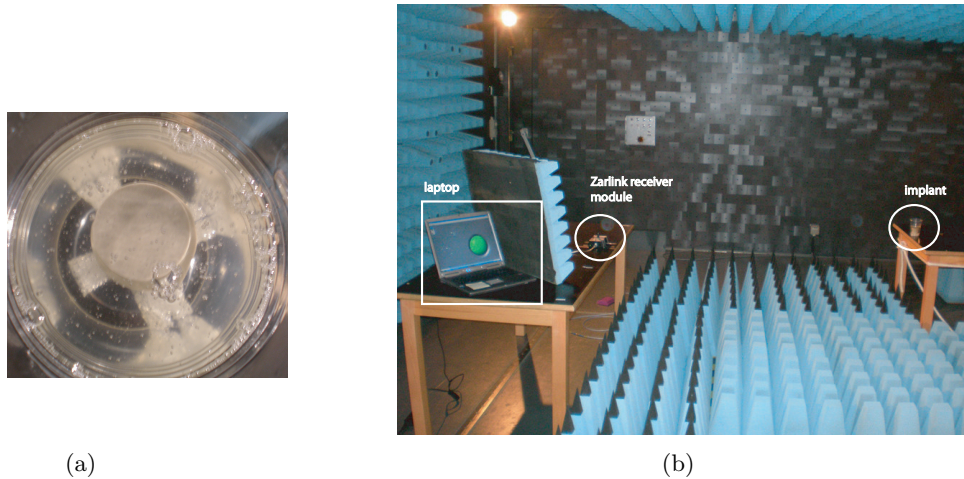 laptop
Zarlink receiver
module
implant
(a)
(b)